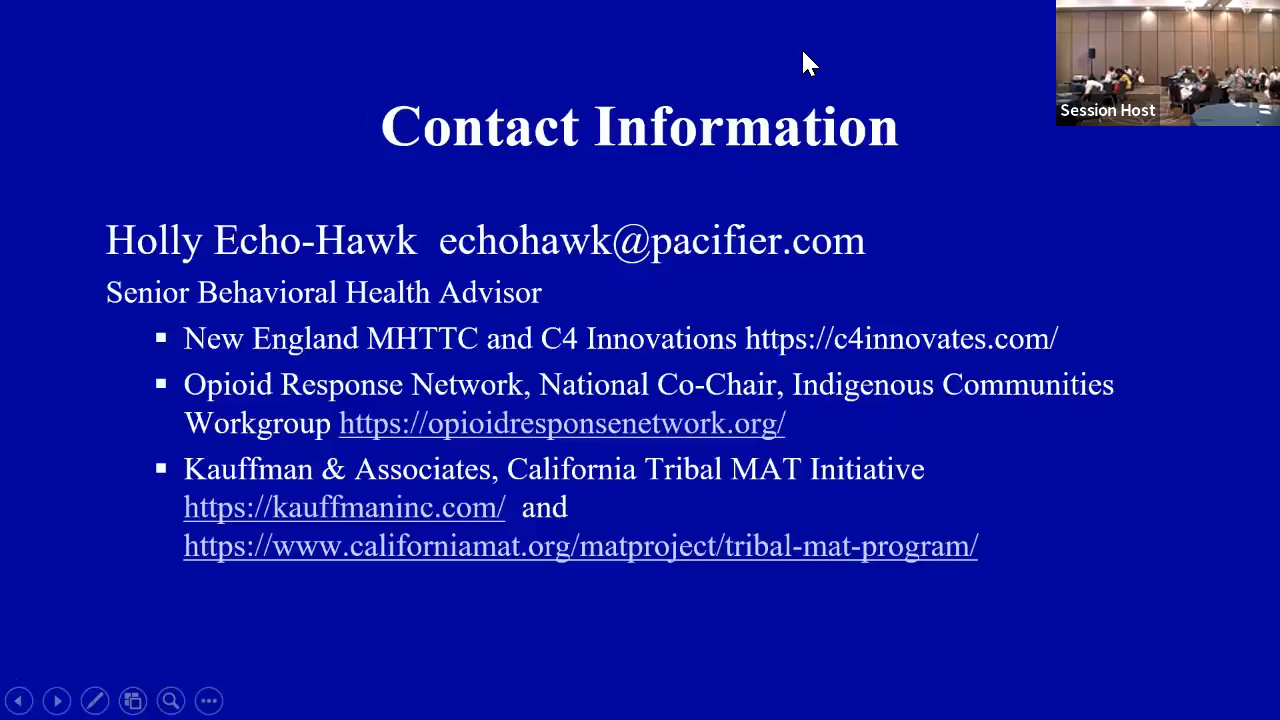 Session Host
Contact Information
Holly Echo-Hawk echohawk@pacifier.com
Senior Behavioral Health Advisor
▪ New England MHTTC and C4 Innovations https://c4innovates.com/
▪ Opioid Response Network, National Co-Chair, Indigenous Communities
Workgroup https://opioidresponsenetwork.org/
▪ Kauffman & Associates, California Tribal MAT Initiative
https://kauffmaninc.com/ and
https://www.californiamat.org/matproject/tribal-mat-program/